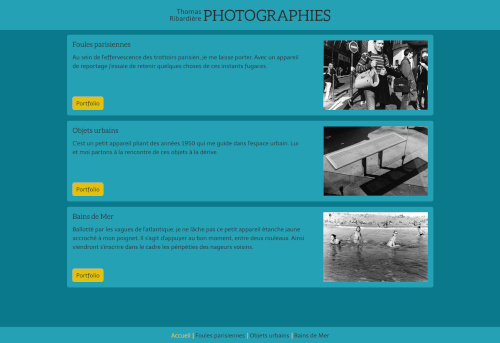 Thomas
Ribardière PHOTOGRAPHIES
Foules parisiennes
Au sein de l'effervescence des trottoirs parisien, je me laisse porter. Avec un appareil
de reportage j'essaie de retenir quelques choses de ces instants fugaces.
Portfolio
Objets urbains
C'est un petit appareil pliant des années 1950 qui me guide dans l'espace urbain. Lui
et moi partons à la rencontre de ces objets à la dérive.
Portfolio
Bains de Mer
Ballotté par les vagues de l'atlantique, je ne lâche pas ce petit appareil étanche jaune
accroché à mon poignet. Il s'agit d'appuyer au bon moment, entre deux rouleaux. Ainsi
viendront s'inscrire dans le cadre les péripéties des nageurs voisins.
Portfolio
Accueil | Foules parisiennes | Objets urbains | Bains de Mer